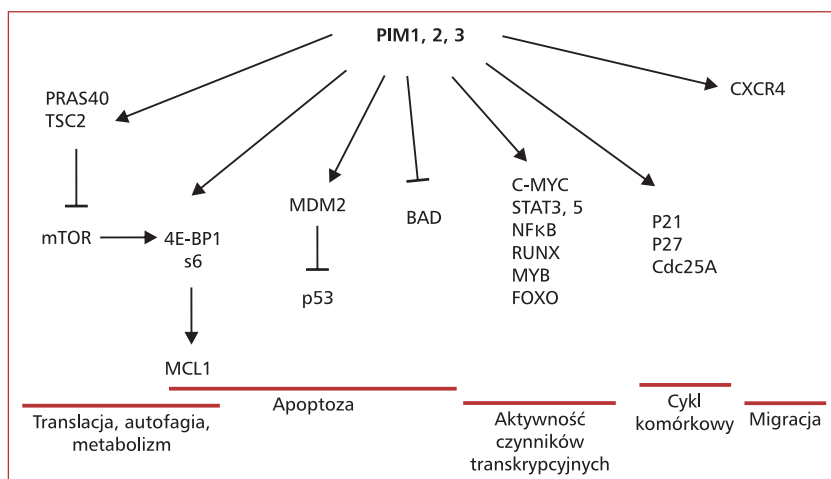 PIM1, 2, 3
PRAS40
TSC2
CXCR4
mTOR
4E-BP1
s6
MCL1
MDM2
p53
BAD
C-MYC
STAT3, 5
NFκB
RUNX
MYB
FOXO
P21
P27
Cdc25A
Translacja, autofagia,
metabolizm
Apoptoza
Aktywność
czynników
transkrypcyjnych
Cykl
komórkowy
Migracja